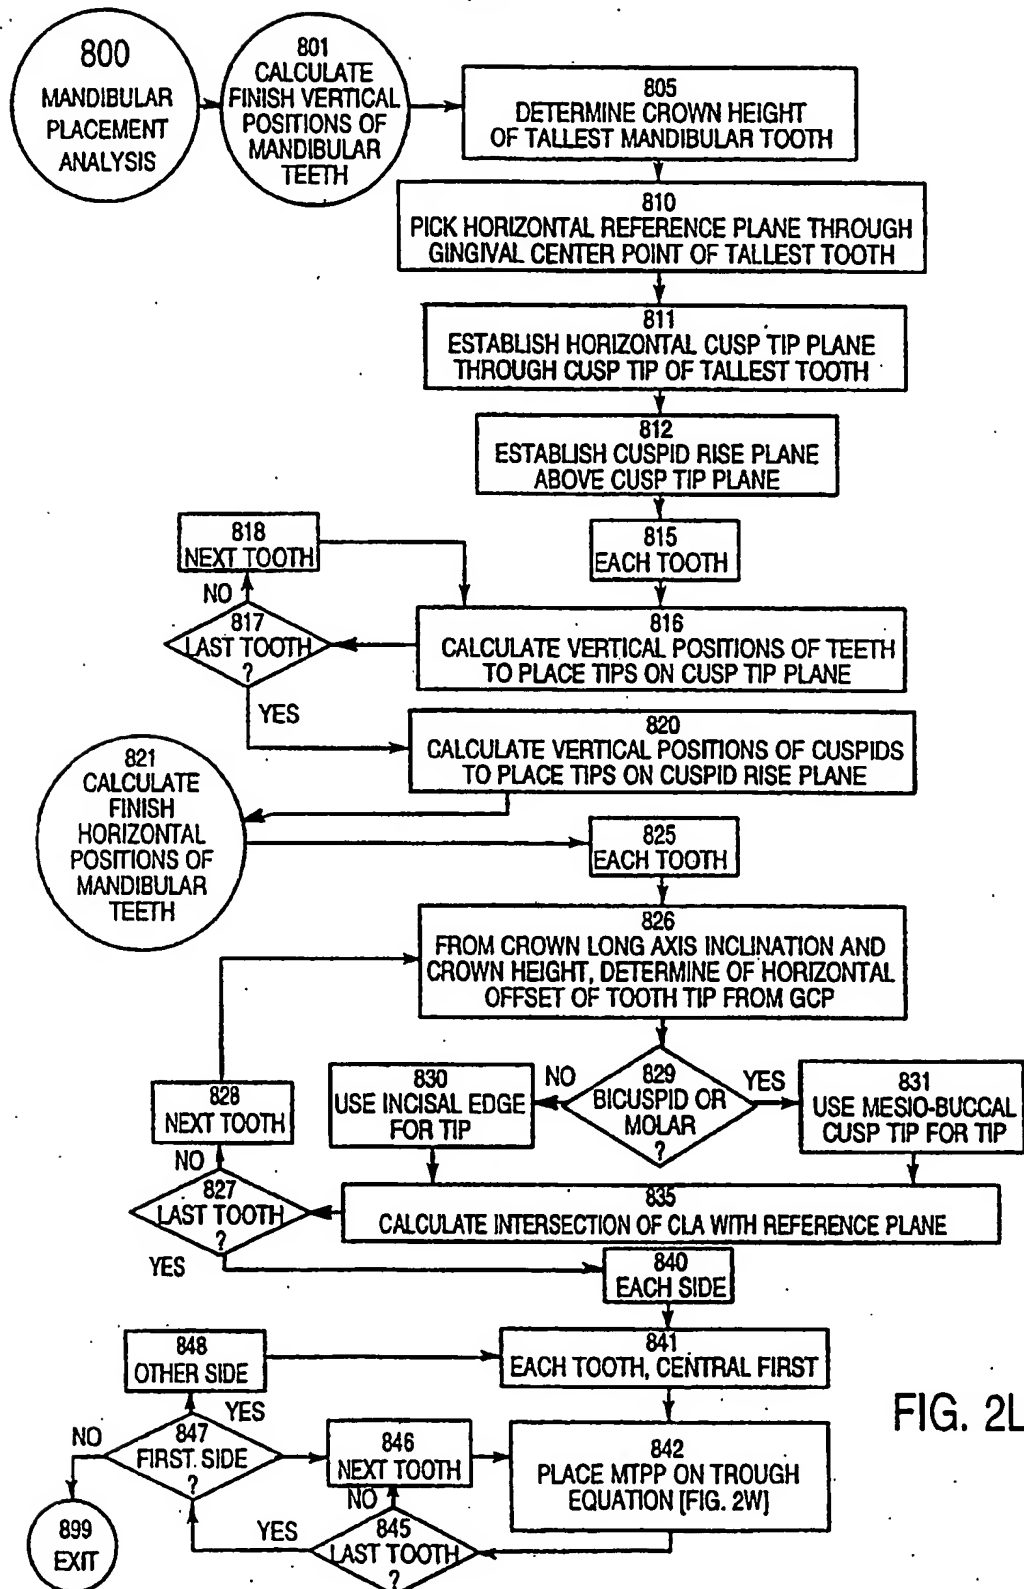 800
MANDIBULAR
PLACEMENT
ANALYSIS
801
CALCULATE
FINISH VERTICAL
POSITIONS OF
MANDIBULAR
TEETH
805
DETERMINE CROWN HEIGHT
OF TALLEST MANDIBULAR TOOTH
810
PICK HORIZONTAL REFERENCE PLANE THROUGH
GINGIVAL CENTER POINT OF TALLEST TOOTH
811
ESTABLISH HORIZONTAL CUSP TIP PLANE
THROUGH CUSP TIP OF TALLEST TOOTH
812
ESTABLISH CUSPID RISE PLANE
ABOVE CUSP TIP PLANE
815
EACH TOOTH
818
NEXT TOOTH
NO
817
LAST TOOTH
?
YES
816
CALCULATE VERTICAL POSITIONS OF TEETH
TO PLACE TIPS ON CUSP TIP PLANE
820
CALCULATE VERTICAL POSITIONS OF CUSPIDS
TO PLACE TIPS ON CUSPID RISE PLANE
821
CALCULATE
FINISH
HORIZONTAL
POSITIONS OF
MANDIBULAR
TEETH
825
EACH TOOTH
826
FROM CROWN LONG AXIS INCLINATION AND
CROWN HEIGHT, DETERMINE OF HORIZONTAL
OFFSET OF TOOTH TIP FROM GCP
829
BICUSPID OR
MOLAR
?
NO
YES
830
USE INCISAL EDGE
FOR TIP
831
USE MESIO-BUCCAL
CUSP TIP FOR TIP
828
NEXT TOOTH
NO
827
LAST TOOTH
?
YES
835
CALCULATE INTERSECTION OF CLA WITH REFERENCE PLANE
840
EACH SIDE
841
EACH TOOTH, CENTRAL FIRST
848
OTHER SIDE
YES
NO
847
FIRST SIDE
?
846
NEXT TOOTH
NO
842
PLACE MTPP ON TROUGH
EQUATION [FIG. 2W]
845
LAST TOOTH
?
YES
899
EXIT
FIG. 2L